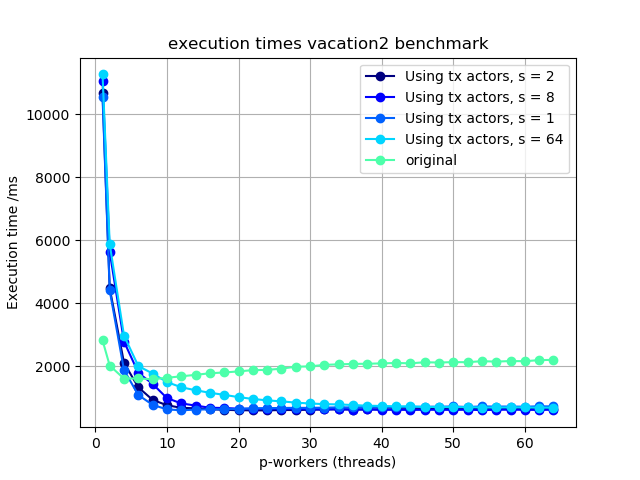 execution times vacation2 benchmark
Using tx actors, s = 2
Using tx actors, s = 8
Using tx actors, s = 1
Using tx actors, s = 64
original
Execution time /ms
10000
8000
6000
4000
2000
0 10 20 30 40 50 60
p-workers (threads)